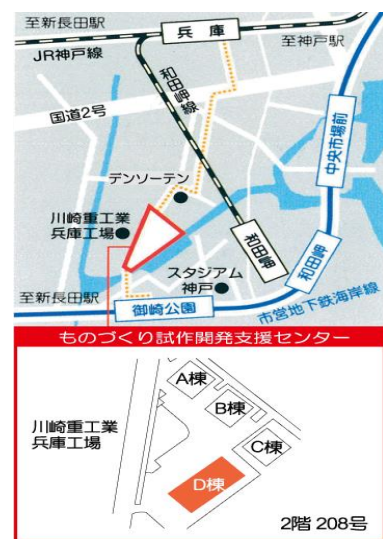 至新長田駅
兵庫
至神戸駅
JR神戸線
和田岬線
国道2号
中央市場前
デンソーテン
川崎重工業
兵庫工場
和田岬
和田岬
スタジアム
神戸
至新長田駅
御崎公園
市営地下鉄海岸線
ものづくり試作開発支援センター
A棟
B棟
川崎重工業
兵庫工場
C棟
D棟
2階 208号